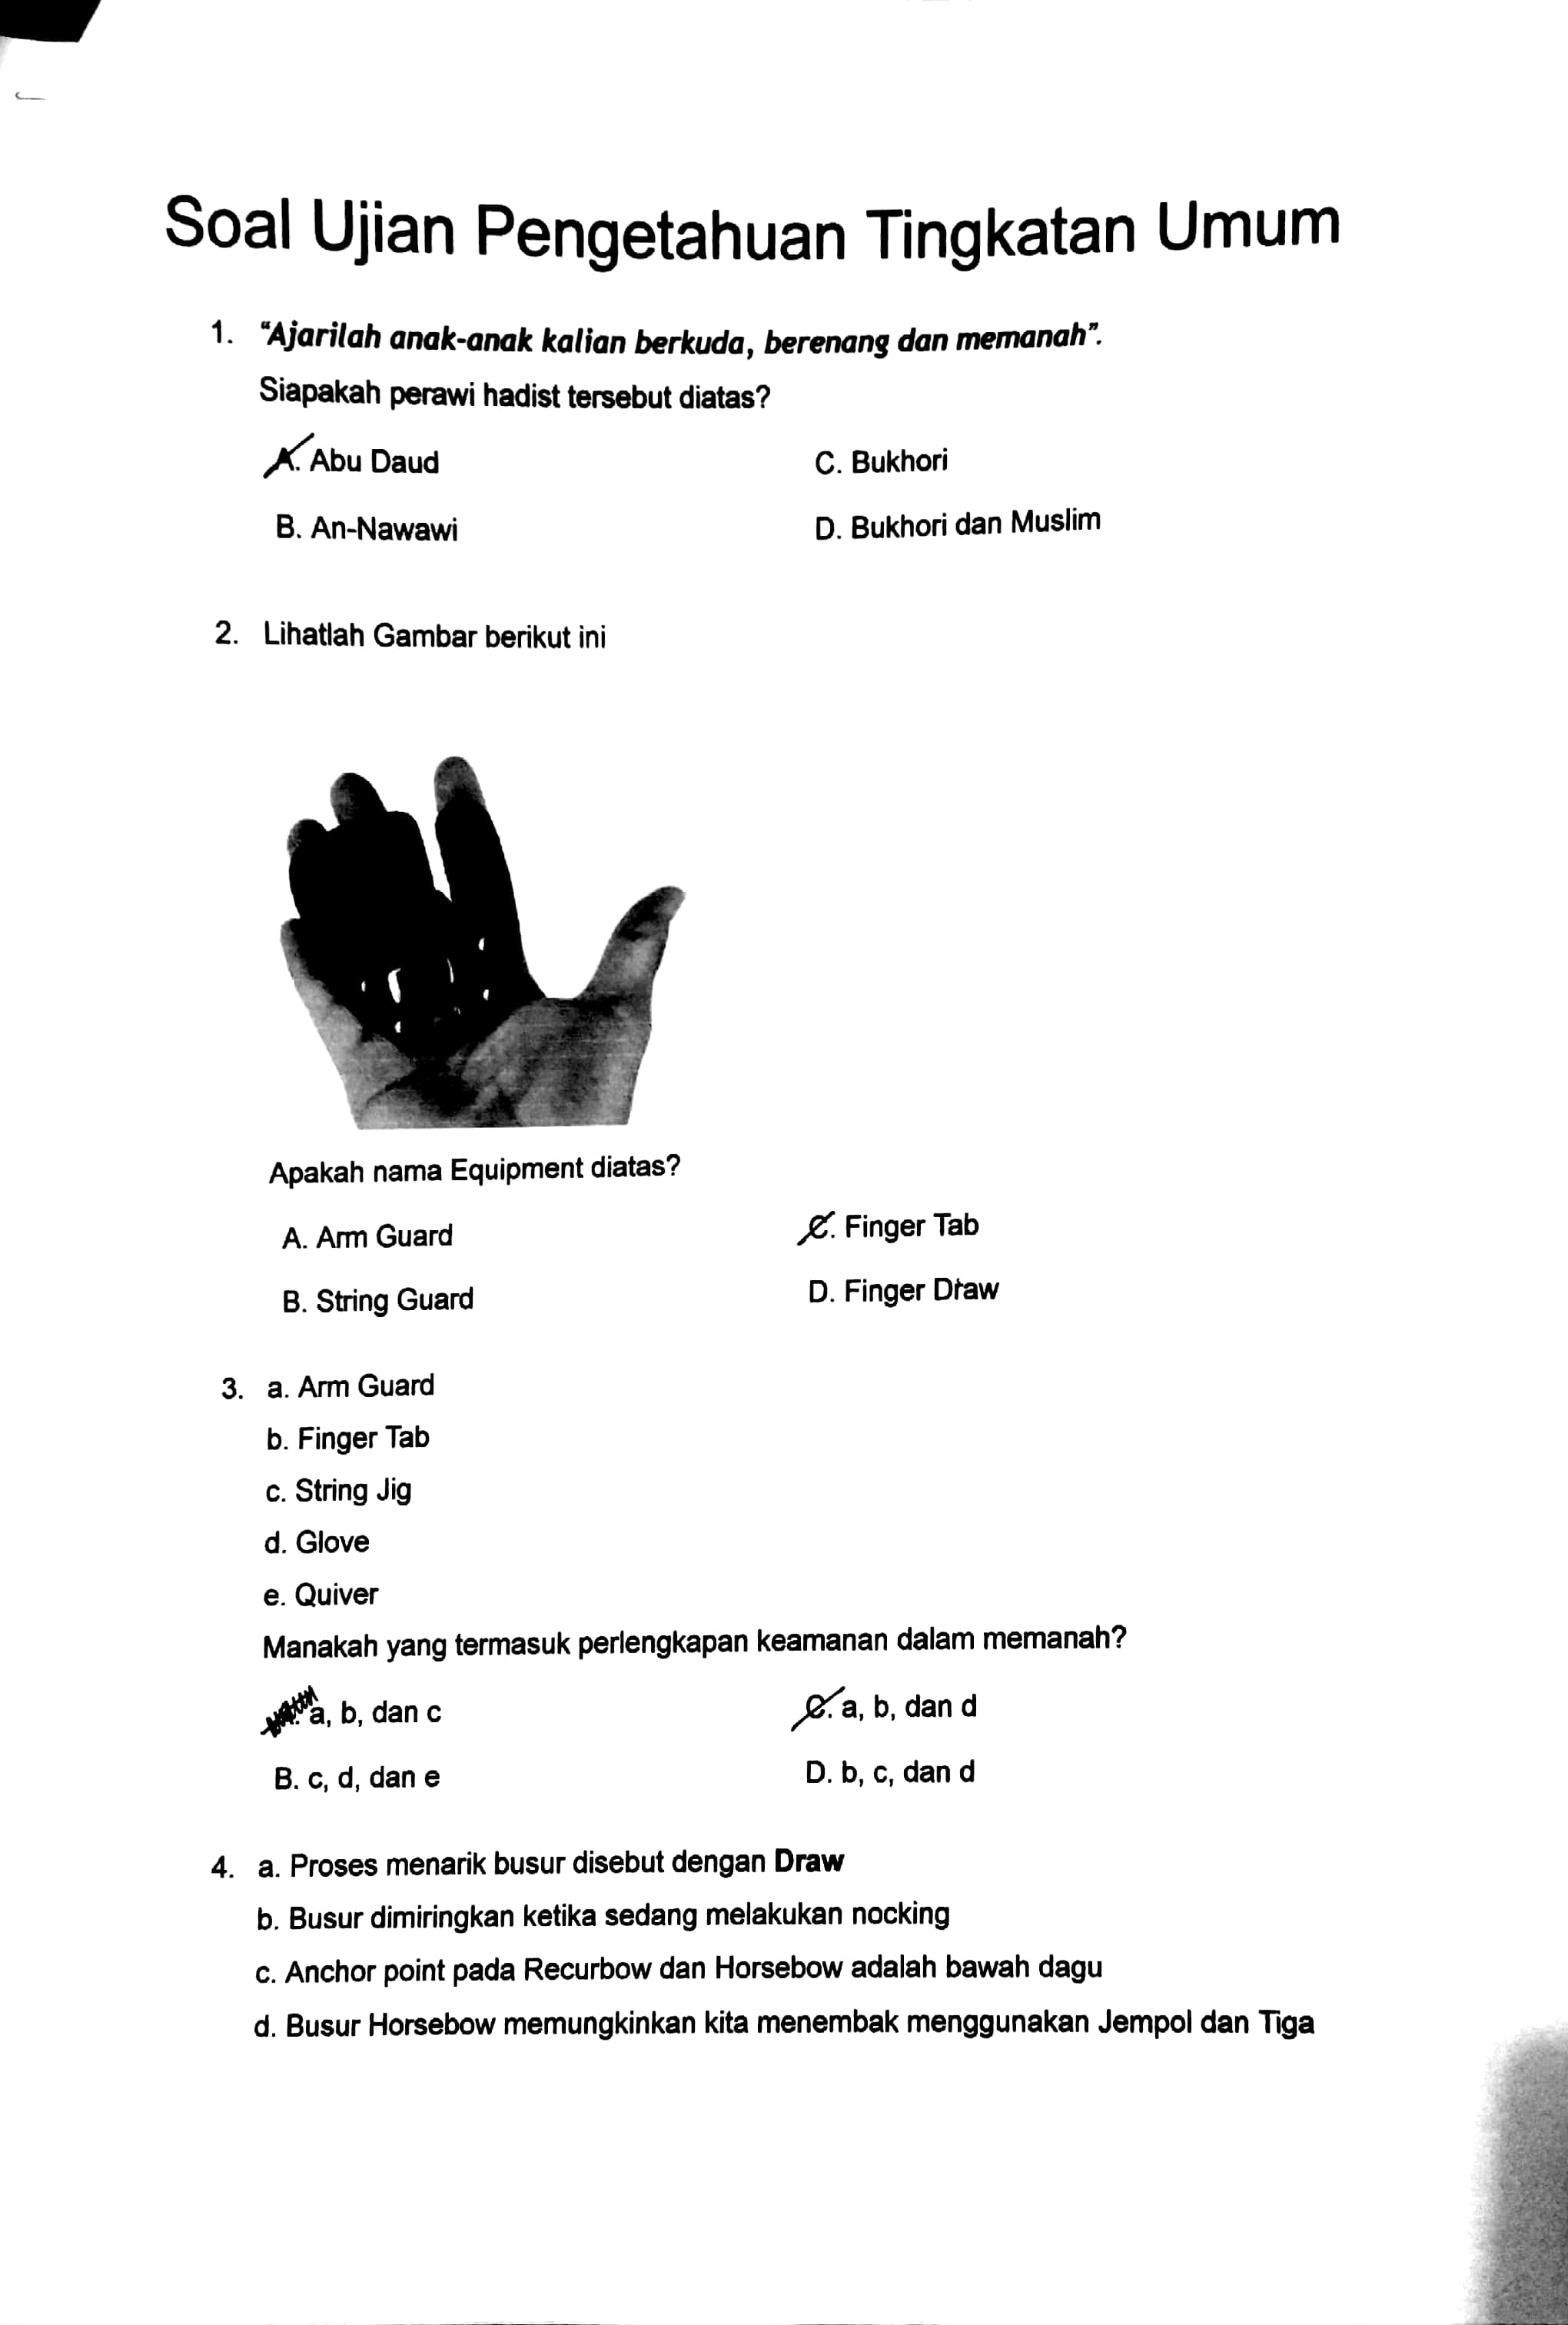 Soal Ujian Pengetahuan Tingkatan Umum
1. “Ajarilah anak-anak kalian berkuda, berenang dan memanah”.
Siapakah perawi hadist tersebut diatas?
A. Abu Daud
C. Bukhori
B. An-Nawawi
D. Bukhori dan Muslim
2. Lihatlah Gambar berikut ini
Apakah nama Equipment diatas?
A. Arm Guard
C. Finger Tab
B. String Guard
D. Finger Draw
3. a. Arm Guard
b. Finger Tab
c. String Jig
d. Glove
e. Quiver
Manakah yang termasuk perlengkapan keamanan dalam memanah?
A. a, b, dan c
C. a, b, dan d
B. c, d, dan e
D. b, c, dan d
4. a. Proses menarik busur disebut dengan Draw
b. Busur dimiringkan ketika sedang melakukan nocking
c. Anchor point pada Recurbow dan Horsebow adalah bawah dagu
d. Busur Horsebow memungkinkan kita menembak menggunakan Jempol dan Tiga